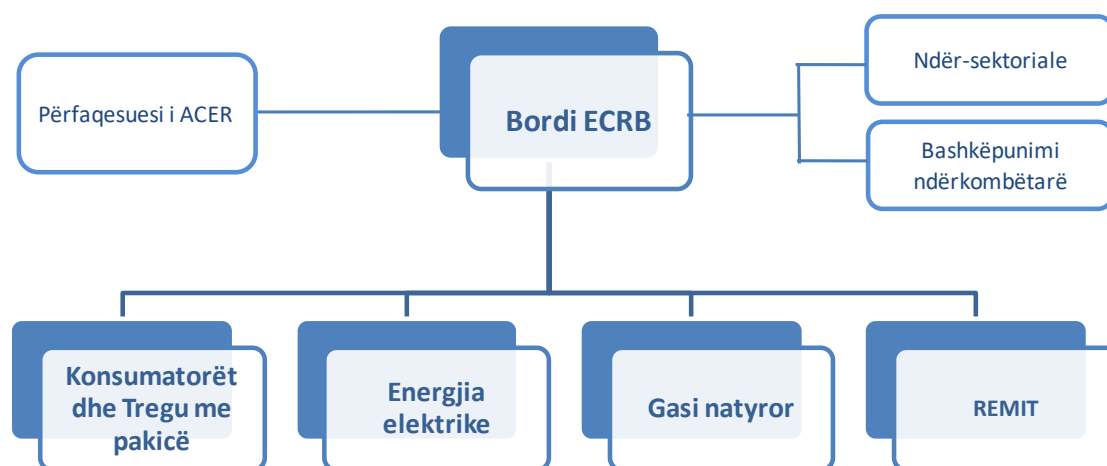 Përfaqesuesi i ACER
Bordi ECRB
Ndër-sektoriale
Bashkëpunimi
ndërkombëtarë
Konsumatorët
dhe Tregu me
pakicë
Energjia
elektrike
Gasi natyror
REMIT